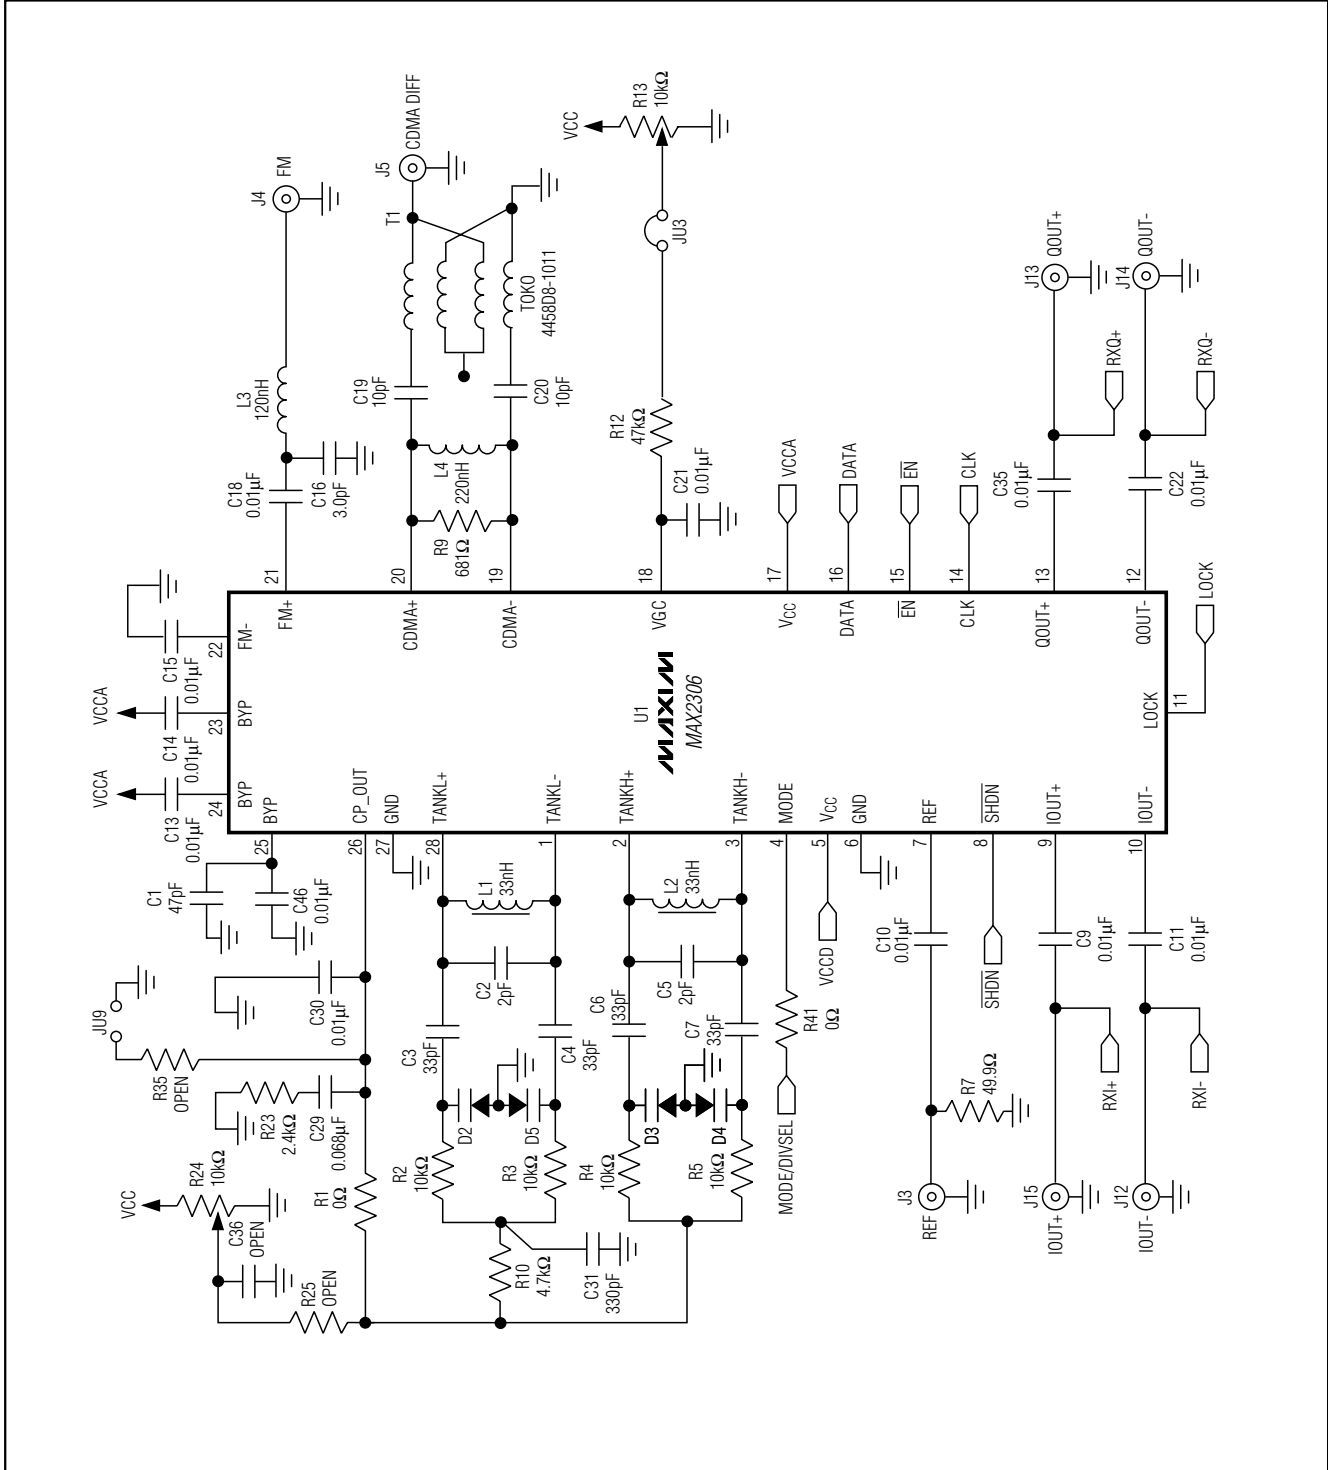 J4
FM
L3
120nH
C18
0.01µF
C16
3.0pF
21
FM+
J5
CDMA DIFF
T1
TOKO
4458D8-1011
C19
10pF
C20
10pF
L4
220nH
R9
681Ω
20
CDMA+
19
CDMA-
VCC
R13
10kΩ
JU3
R12
47kΩ
C21
0.01µF
18
VGC
VCCA
17
VCC
DATA
16
DATA
EN
15
EN
CLK
14
CLK
J13
QOUT+
RXQ+
C35
0.01µF
13
QOUT+
J14
QOUT-
RXQ-
C22
0.01µF
12
QOUT-
LOCK
11
LOCK
U1
MAXIM
MAX2306
C15
0.01µF
22
FM-
VCCA
C14
0.01µF
23
BYP
VCCA
C13
0.01µF
24
BYP
BYP
25
C1
47pF
C46
0.01µF
CP_OUT
26
GND
27
JU9
R35
OPEN
C30
0.01µF
R23
2.4kΩ
C29
0.068µF
VCC
R24
10kΩ
C36
OPEN
R25
OPEN
R1
0Ω
TANKL+
28
TANKL-
1
L1
33nH
C2
2pF
C3
33pF
C4
33pF
D2
D5
R2
10kΩ
R3
10kΩ
R10
4.7kΩ
C31
330pF
TANKH+
2
TANKH-
3
L2
33nH
C5
2pF
C6
33pF
C7
33pF
D3
D4
R4
10kΩ
R5
10kΩ
MODE
4
R41
0Ω
MODE/DIVSEL
VCC
5
VCCD
GND
6
REF
7
C10
0.01µF
R7
49.9Ω
J3
REF
SHDN
8
SHDN
IOUT+
9
C9
0.01µF
RXI+
J15
IOUT+
IOUT-
10
C11
0.01µF
RXI-
J12
IOUT-